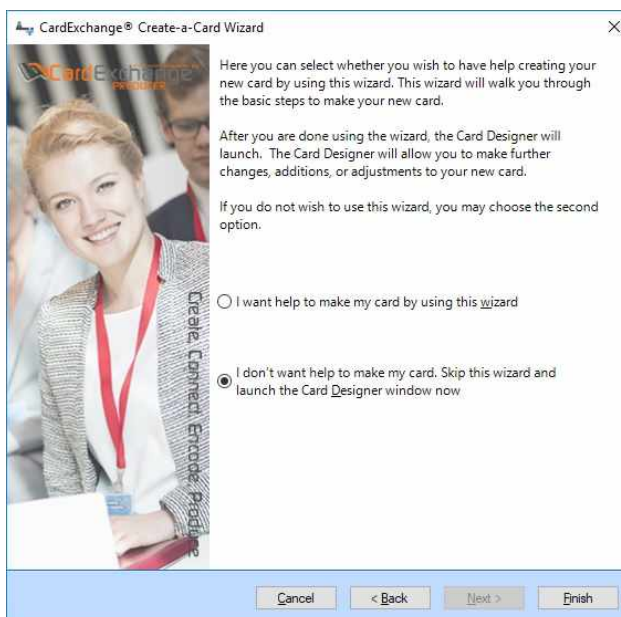 CardExchange® Create-a-Card Wizard
CardExchange™
PRODUCER
Here you can select whether you wish to have help creating your
new card by using this wizard. This wizard will walk you through
the basic steps to make your new card.
After you are done using the wizard, the Card Designer will
launch. The Card Designer will allow you to make further
changes, additions, or adjustments to your new card.
If you do not wish to use this wizard, you may choose the second
option.
I want help to make my card by using this wizard
I don't want help to make my card. Skip this wizard and
launch the Card Designer window now
Create, Connect, Encode, Produce
Cancel
< Back
Next >
Finish